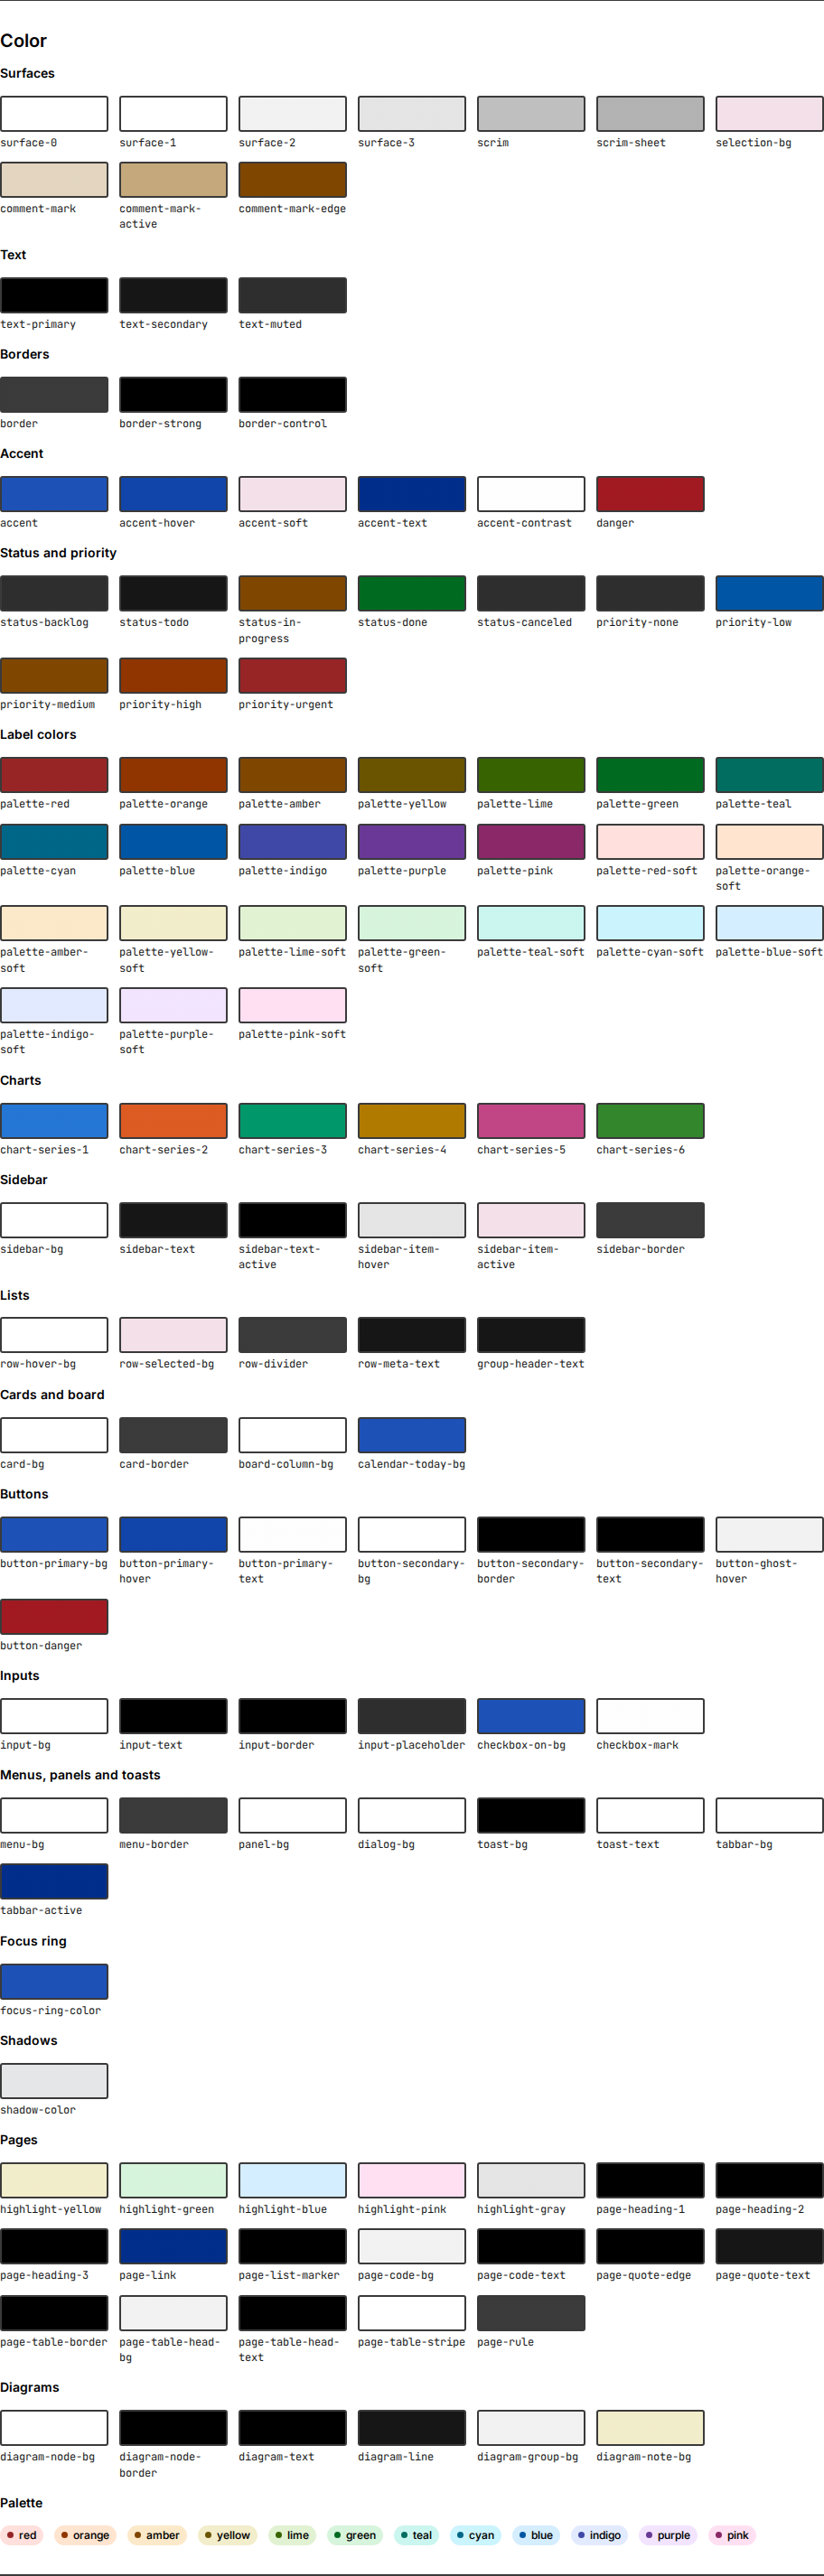 Color
Surfaces
surface-0 surface-1 surface-2 surface-3 scrim scrim-sheet selection-bg
comment-mark comment-mark- comment-mark-edge
active
Text
text-primary text-secondary text-muted
Borders
border border-strong border-control
Accent
accent accent-hover accent-soft accent-text accent-contrast danger
Status and priority
status-backlog status-todo status-in- status-done status-canceled priority-none priority-low
progress
priority-medium priority-high priority-urgent
Label colors
palette-red palette-orange palette-amber palette-yellow palette-lime palette-green palette-teal
palette-cyan palette-blue palette-indigo palette-purple palette-pink palette-red-soft palette-orange-
soft
palette-amber- palette-yellow- palette-lime-soft palette-green- palette-teal-soft palette-cyan-soft palette-blue-soft
soft soft soft
palette-indigo- palette-purple- palette-pink-soft
soft soft
Charts
chart-series-1 chart-series-2 chart-series-3 chart-series-4 chart-series-5 chart-series-6
Sidebar
sidebar-bg sidebar-text sidebar-text- sidebar-item- sidebar-item- sidebar-border
active hover active
Lists
row-hover-bg row-selected-bg row-divider row-meta-text group-header-text
Cards and board
card-bg card-border board-column-bg calendar-today-bg
Buttons
button-primary-bg button-primary- button-primary- button-secondary- button-secondary- button-secondary- button-ghost-
hover text bg border text hover
button-danger
Inputs
input-bg input-text input-border input-placeholder checkbox-on-bg checkbox-mark
Menus, panels and toasts
menu-bg menu-border panel-bg dialog-bg toast-bg toast-text tabbar-bg
tabbar-active
Focus ring
focus-ring-color
Shadows
shadow-color
Pages
highlight-yellow highlight-green highlight-blue highlight-pink highlight-gray page-heading-1 page-heading-2
page-heading-3 page-link page-list-marker page-code-bg page-code-text page-quote-edge page-quote-text
page-table-border page-table-head- page-table-head- page-table-stripe page-rule
bg text
Diagrams
diagram-node-bg diagram-node- diagram-text diagram-line diagram-group-bg diagram-note-bg
border
Palette
red orange amber yellow lime green teal cyan blue indigo purple pink